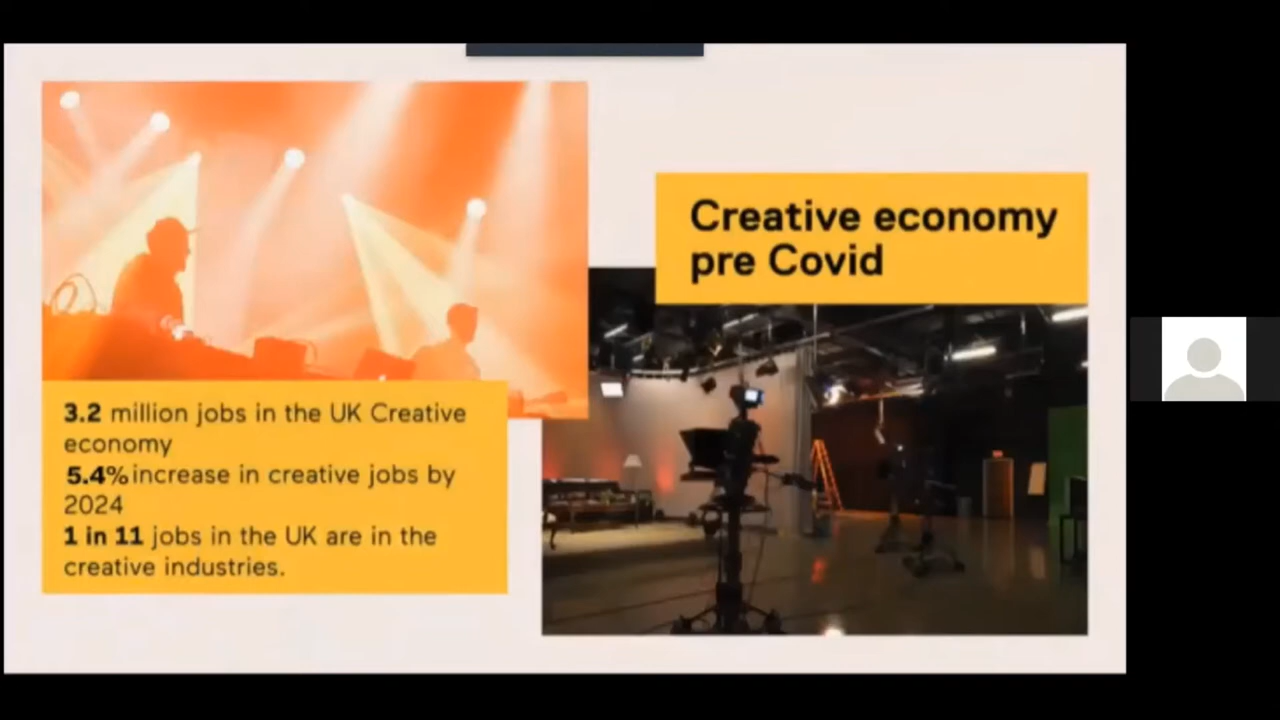 Creative economy
pre Covid
3.2 million jobs in the UK Creative
economy
5.4% increase in creative jobs by
2024
1 in 11 jobs in the UK are in the
creative industries.